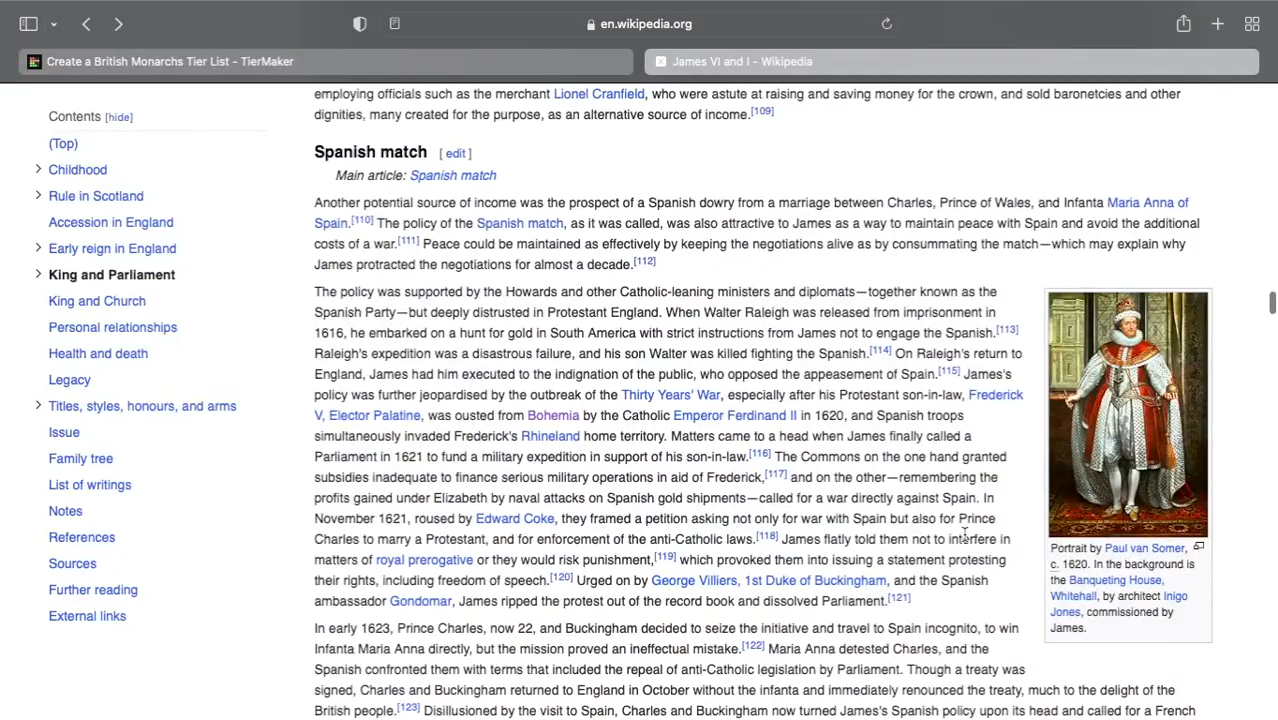 en.wikipedia.org
Create a British Monarchs Tier List - TierMaker
James VI and I - Wikipedia
Contents [hide]
(Top)
Childhood
Rule in Scotland
Accession in England
Early reign in England
King and Parliament
King and Church
Personal relationships
Health and death
Legacy
Titles, styles, honours, and arms
Issue
Family tree
List of writings
Notes
References
Sources
Further reading
External links
employing officials such as the merchant Lionel Cranfield, who were astute at raising and saving money for the crown, and sold baronetcies and other
dignities, many created for the purpose, as an alternative source of income.[109]
Spanish match [ edit ]
Main article: Spanish match
Another potential source of income was the prospect of a Spanish dowry from a marriage between Charles, Prince of Wales, and Infanta Maria Anna of
Spain.[110] The policy of the Spanish match, as it was called, was also attractive to James as a way to maintain peace with Spain and avoid the additional
costs of a war.[111] Peace could be maintained as effectively by keeping the negotiations alive as by consummating the match—which may explain why
James protracted the negotiations for almost a decade.[112]
The policy was supported by the Howards and other Catholic-leaning ministers and diplomats—together known as the
Spanish Party—but deeply distrusted in Protestant England. When Walter Raleigh was released from imprisonment in
1616, he embarked on a hunt for gold in South America with strict instructions from James not to engage the Spanish.[113]
Raleigh's expedition was a disastrous failure, and his son Walter was killed fighting the Spanish.[114] On Raleigh's return to
England, James had him executed to the indignation of the public, who opposed the appeasement of Spain.[115] James's
policy was further jeopardised by the outbreak of the Thirty Years' War, especially after his Protestant son-in-law, Frederick
V, Elector Palatine, was ousted from Bohemia by the Catholic Emperor Ferdinand II in 1620, and Spanish troops
simultaneously invaded Frederick's Rhineland home territory. Matters came to a head when James finally called a
Parliament in 1621 to fund a military expedition in support of his son-in-law.[116] The Commons on the one hand granted
subsidies inadequate to finance serious military operations in aid of Frederick,[117] and on the other—remembering the
profits gained under Elizabeth by naval attacks on Spanish gold shipments—called for a war directly against Spain. In
November 1621, roused by Edward Coke, they framed a petition asking not only for war with Spain but also for Prince
Charles to marry a Protestant, and for enforcement of the anti-Catholic laws.[118] James flatly told them not to interfere in
matters of royal prerogative or they would risk punishment,[119] which provoked them into issuing a statement protesting
their rights, including freedom of speech.[120] Urged on by George Villiers, 1st Duke of Buckingham, and the Spanish
ambassador Gondomar, James ripped the protest out of the record book and dissolved Parliament.[121]
In early 1623, Prince Charles, now 22, and Buckingham decided to seize the initiative and travel to Spain incognito, to win
Infanta Maria Anna directly, but the mission proved an ineffectual mistake.[122] Maria Anna detested Charles, and the
Spanish confronted them with terms that included the repeal of anti-Catholic legislation by Parliament. Though a treaty was
signed, Charles and Buckingham returned to England in October without the infanta and immediately renounced the treaty, much to the delight of the
British people.[123] Disillusioned by the visit to Spain, Charles and Buckingham now turned James's Spanish policy upon its head and called for a French
Portrait by Paul van Somer,
c. 1620. In the background is
the Banqueting House,
Whitehall, by architect Inigo
Jones, commissioned by
James.